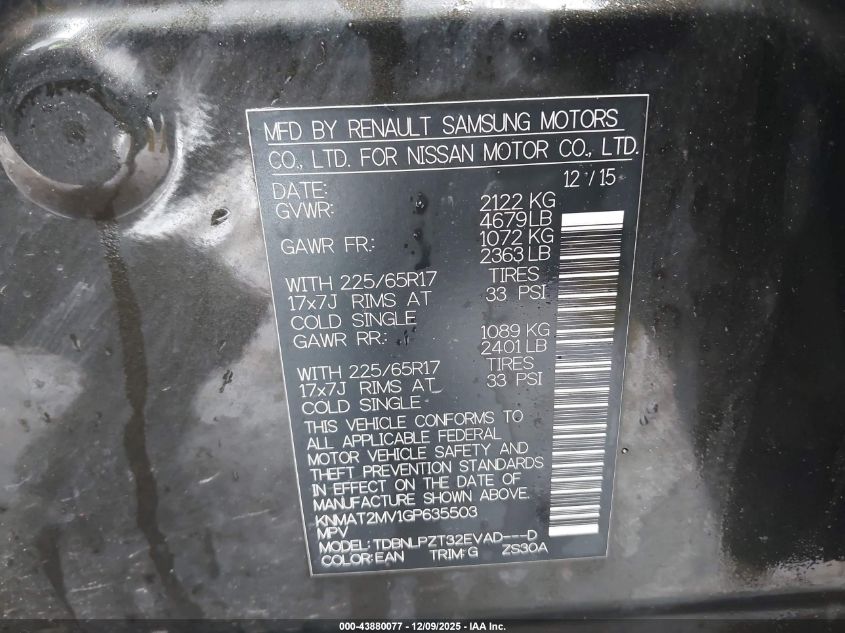 MFD BY RENAULT SAMSUNG MOTORS
CO., LTD. FOR NISSAN MOTOR CO., LTD.
DATE: 12 / 15
GVWR: 2122 KG
4679 LB
GAWR FR.: 1072 KG
2363 LB
WITH 225/65R17 TIRES
17x7J RIMS AT 33 PSI
COLD SINGLE
GAWR RR.: 1089 KG
2401 LB
WITH 225/65R17 TIRES
17x7J RIMS AT 33 PSI
COLD SINGLE
THIS VEHICLE CONFORMS TO
ALL APPLICABLE FEDERAL
MOTOR VEHICLE SAFETY AND
THEFT PREVENTION STANDARDS
IN EFFECT ON THE DATE OF
MANUFACTURE SHOWN ABOVE.
KNMAT2MV1GP635503
MPV
MODEL: TDBNLPZT32EVAD---D
COLOR: EAN TRIM: G ZS30A
000-43880077 - 12/09/2025 - IAA Inc.